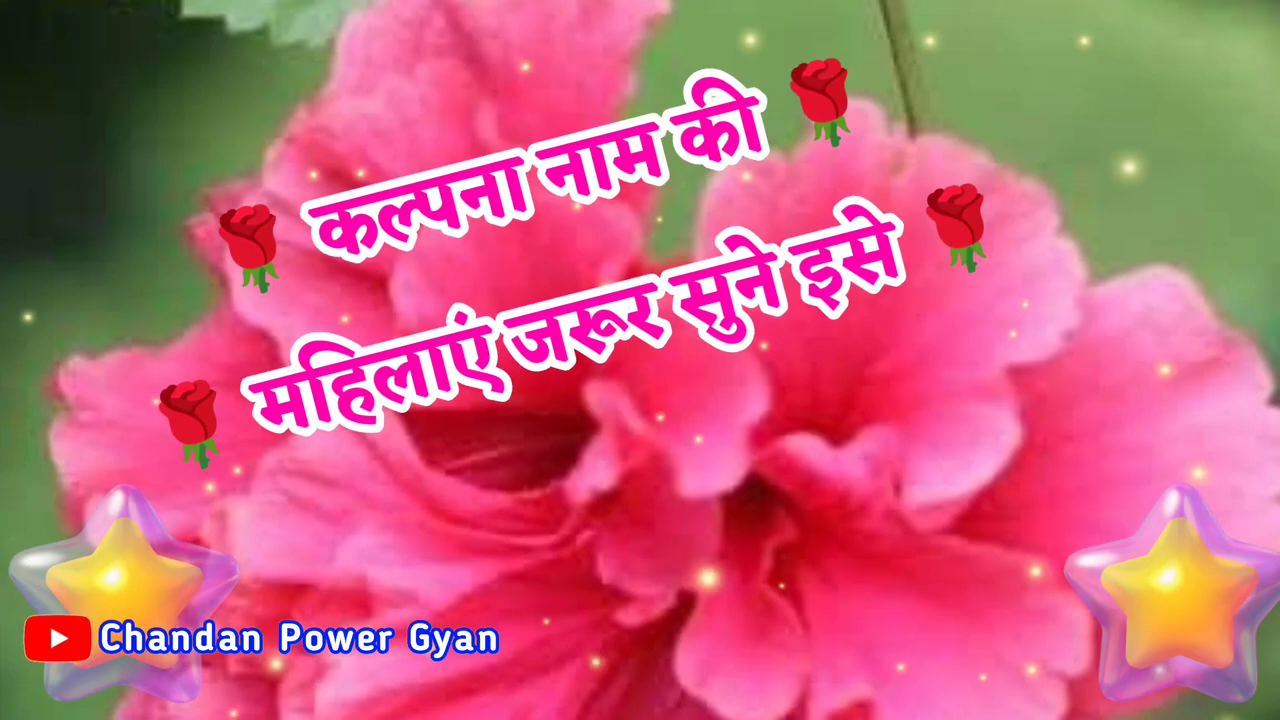 कल्पना नाम की
महिलाएं जरूर सुने इसे
Chandan Power Gyan